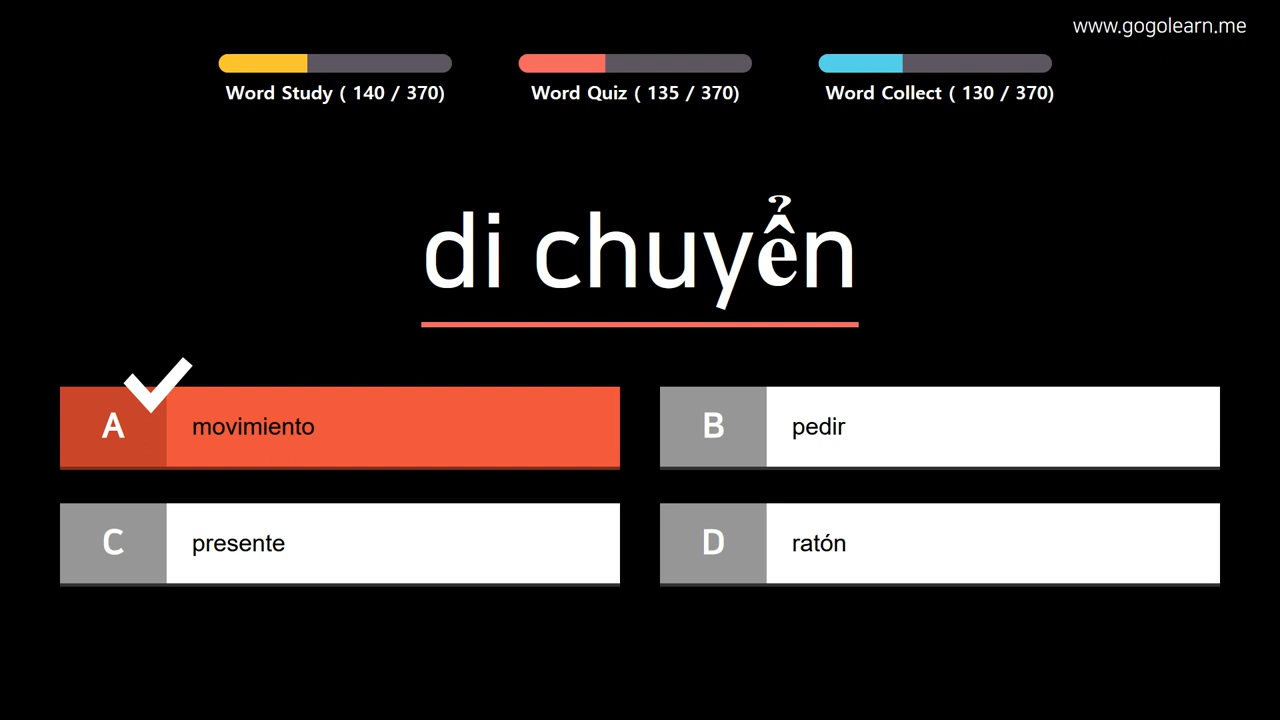 www.gogolearn.me
Word Study ( 140 / 370)
Word Quiz ( 135 / 370)
Word Collect ( 130 / 370)
di chuyển
A movimiento
B pedir
C presente
D ratón